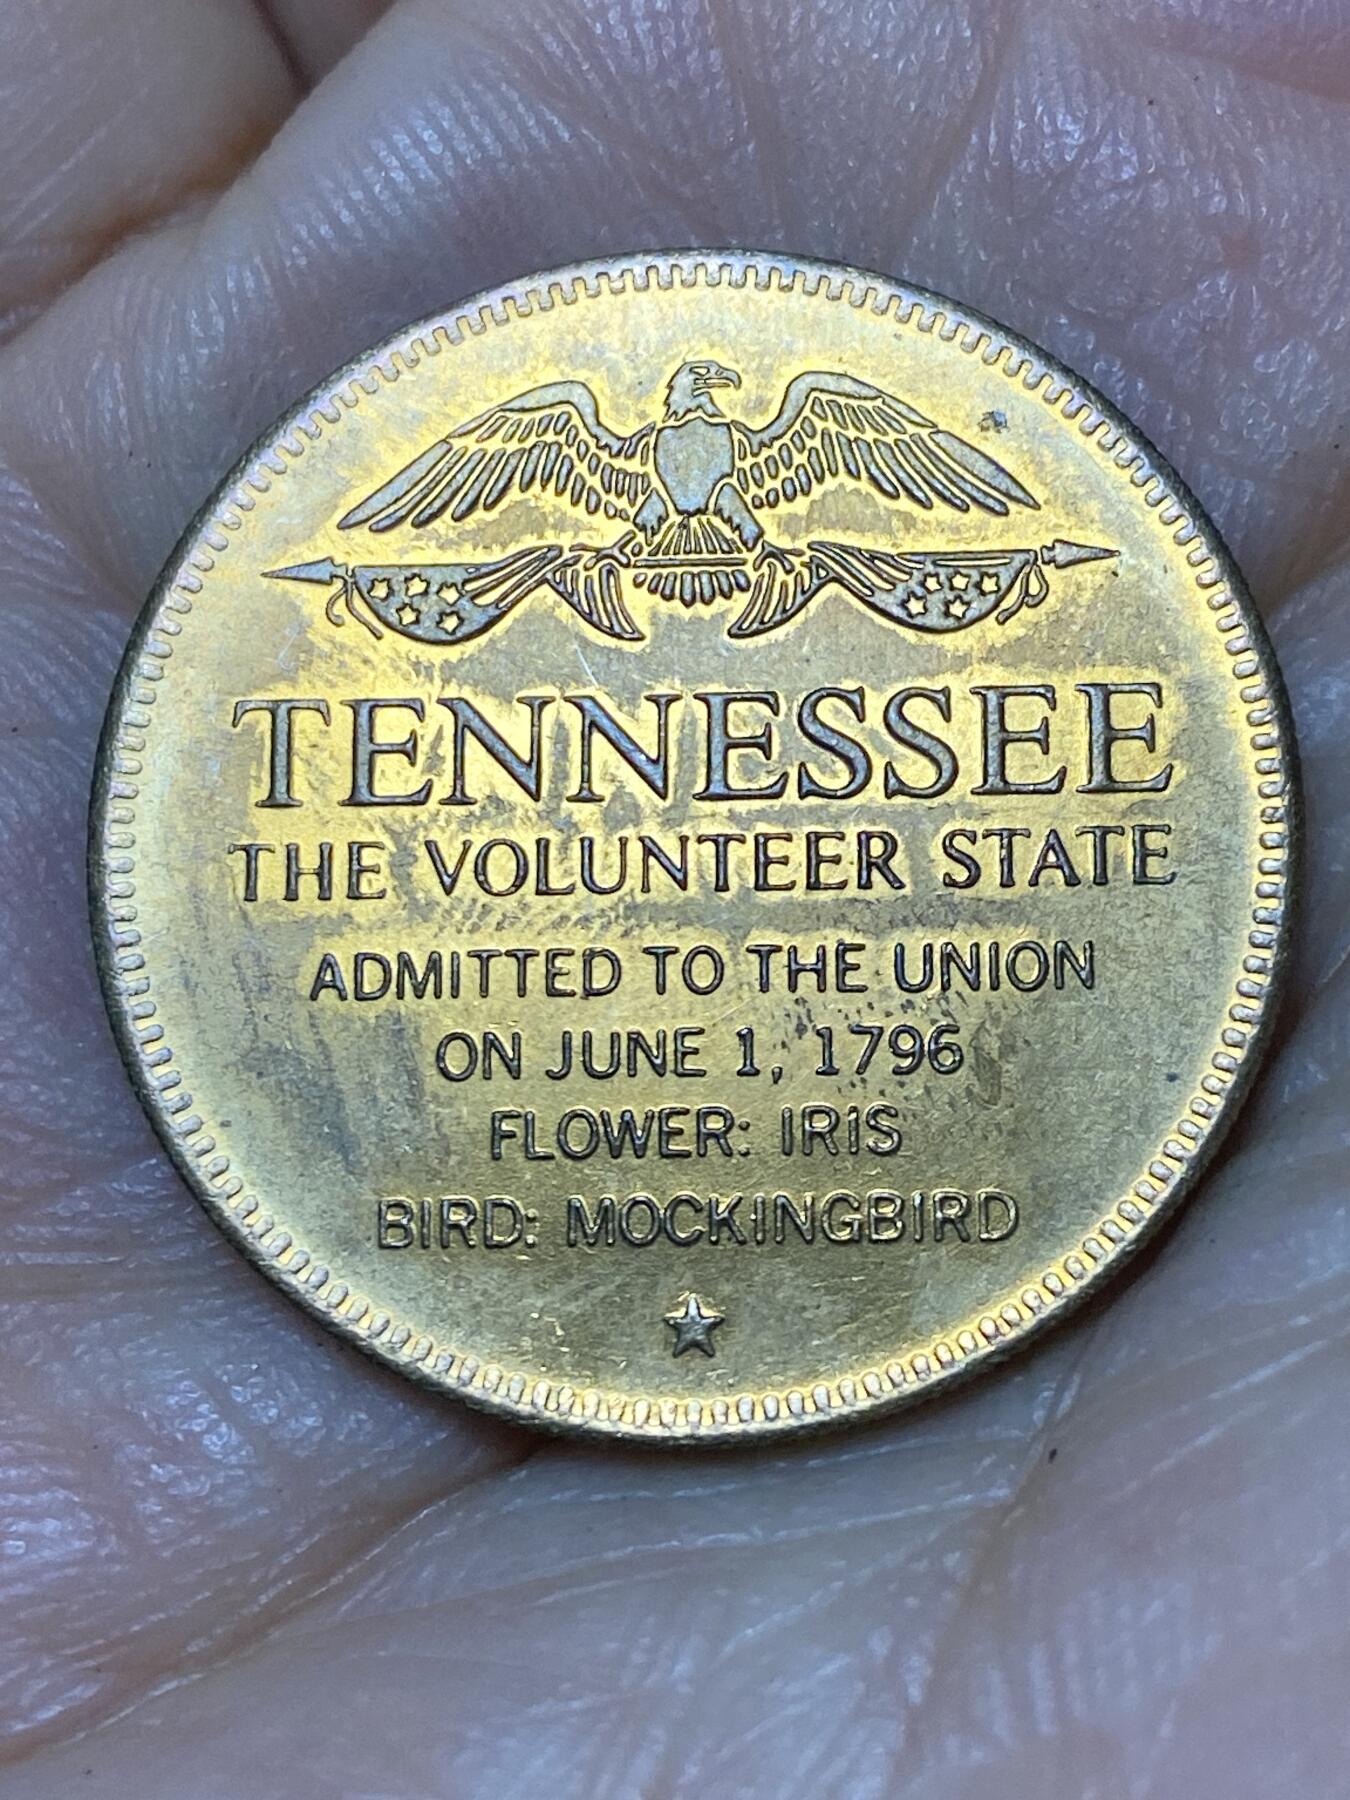 TENNESSEE
THE VOLUNTEER STATE
ADMITTED TO THE UNION
ON JUNE 1, 1796
FLOWER: IRIS
BIRD: MOCKINGBIRD